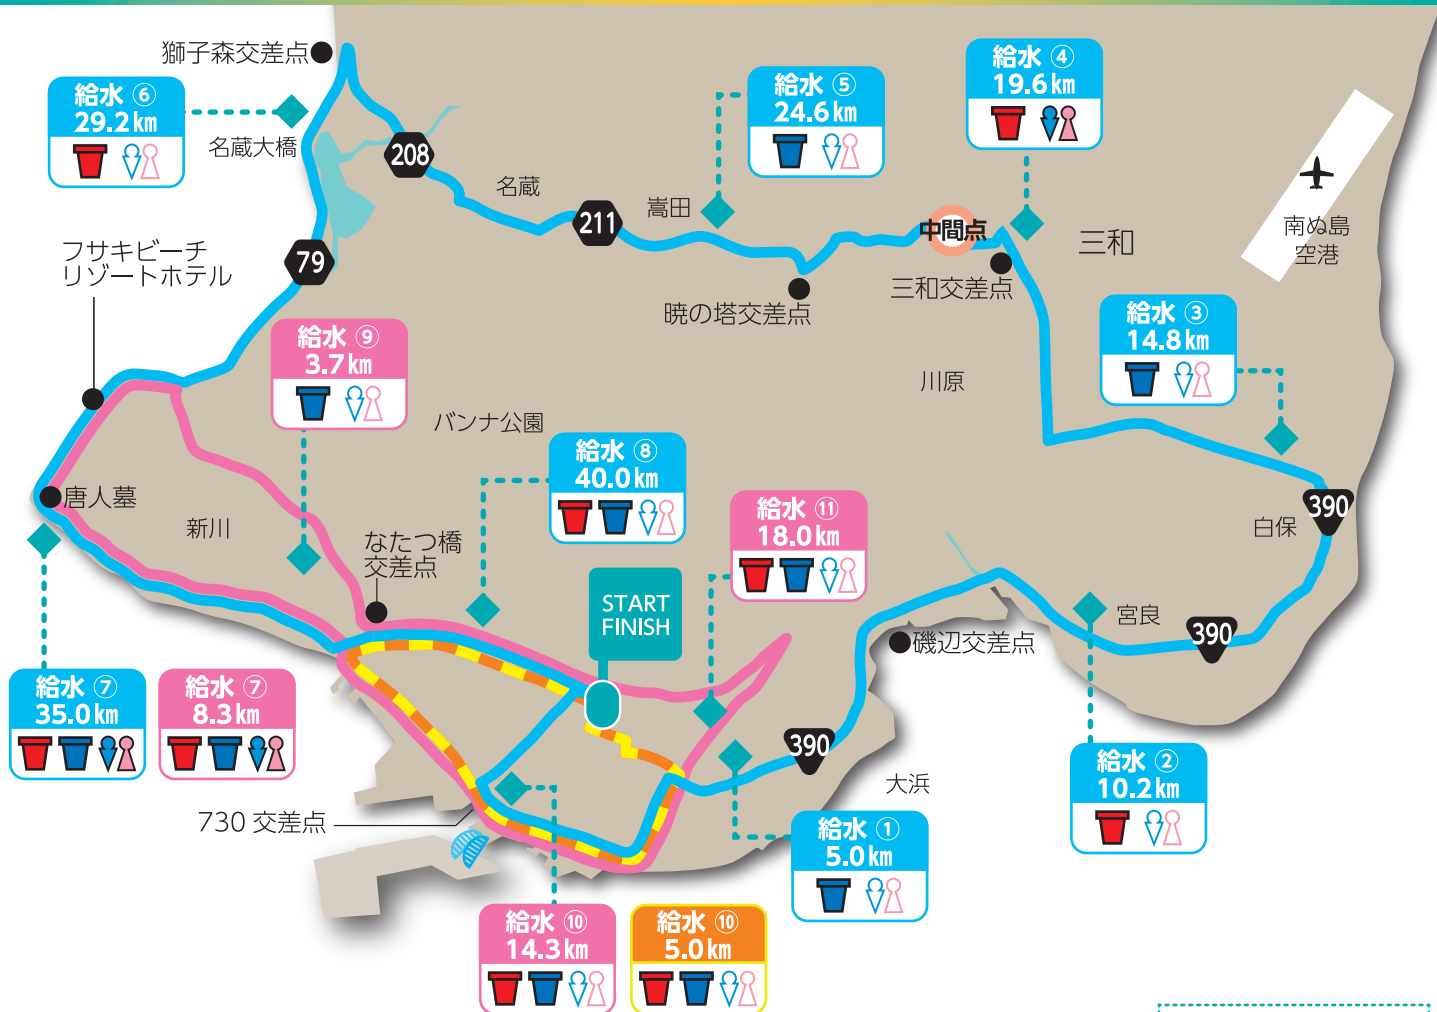 獅子森交差点
給水 ④
19.6km
給水 ⑤
24.6km
給水 ⑥
29.2km
名蔵大橋
208
名蔵
嵩田
211
中間点
三和
南ぬ島
空港
フサキビーチ
リゾートホテル
79
三和交差点
暁の塔交差点
給水 ③
14.8km
給水 ⑨
3.7km
川原
バンナ公園
給水 ⑧
40.0km
唐人墓
新川
給水 ⑪
18.0km
390
白保
なたつ橋
交差点
START
FINISH
宮良
390
磯辺交差点
給水 ⑦
35.0km
給水 ⑦
8.3km
390
給水 ②
10.2km
大浜
730 交差点
給水 ①
5.0km
給水 ⑩
14.3km
給水 ⑩
5.0km